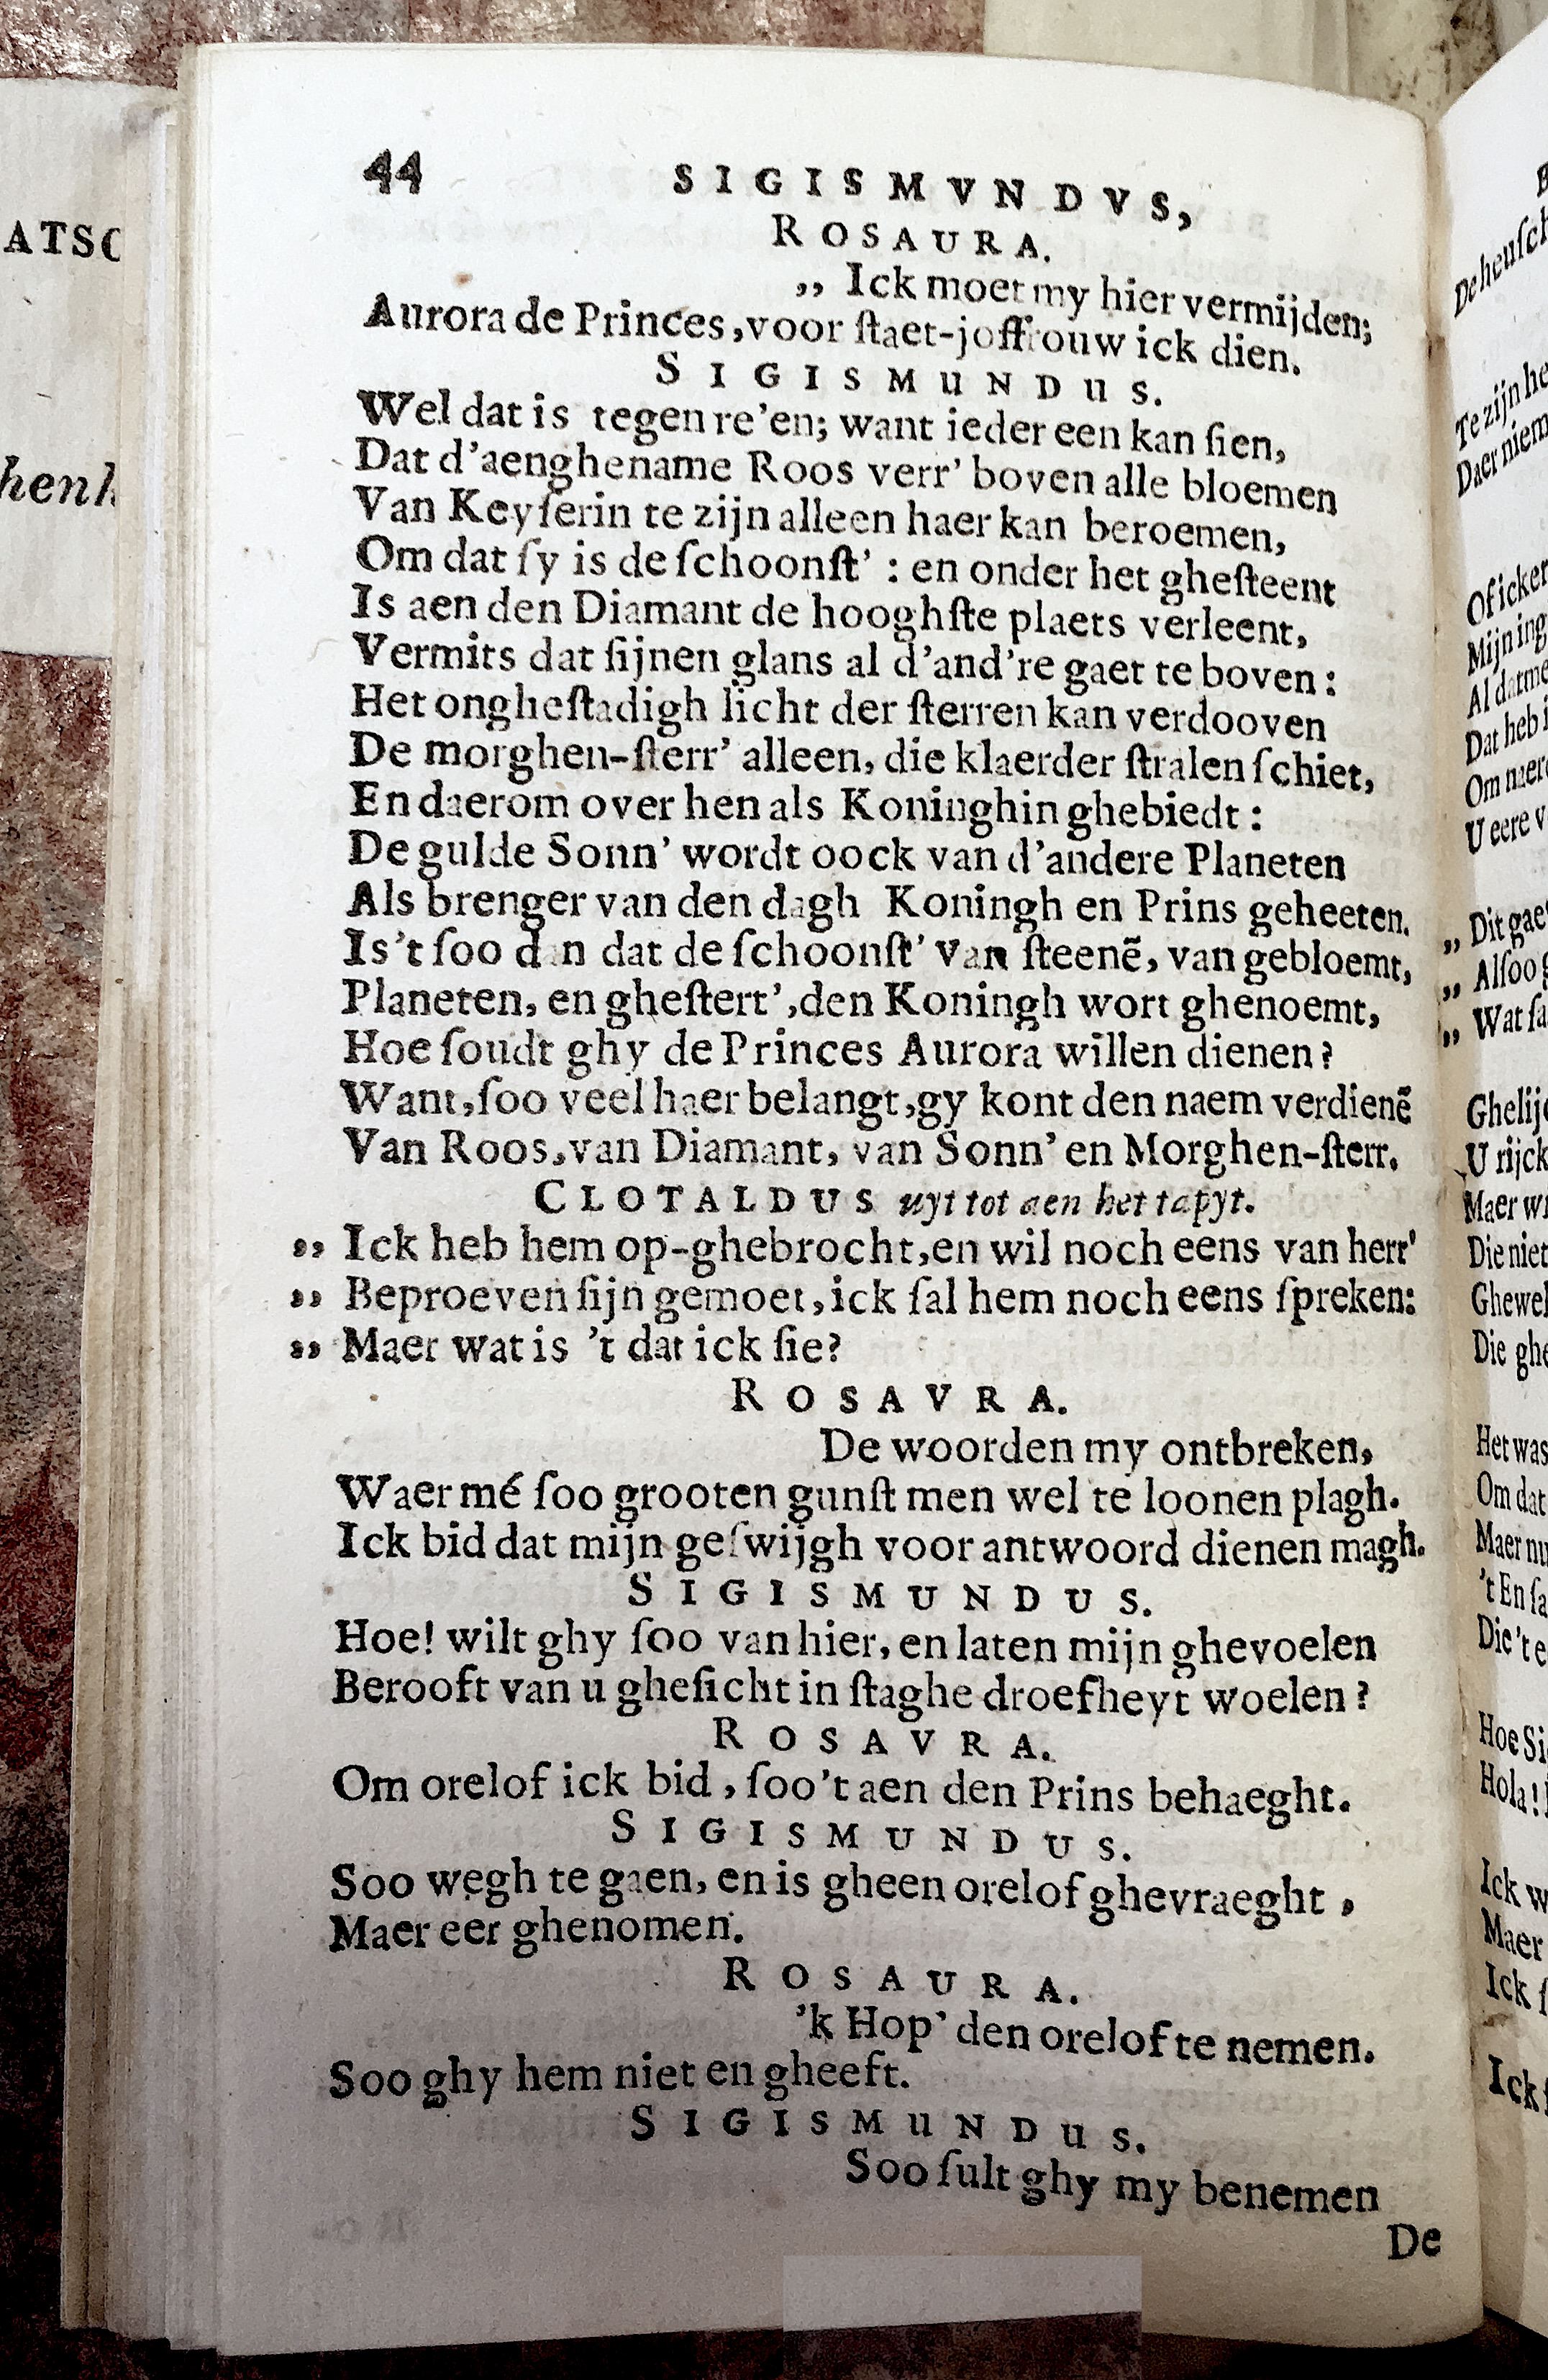 44 SIGISMVNDVS,
ROSAURA.
„ Ick moet my hier vermijden;
Aurora de Princes, voor ſtaet-joffrouw ick dien.
SIGISMUNDUS.
Wel dat is tegen re'en; want ieder een kan ſien,
Dat d'aenghename Roos verr' boven alle bloemen
Van Keyſerin te zijn alleen haer kan beroemen,
Om dat ſy is de ſchoonſt' : en onder het gheſteent
Is aen den Diamant de hooghſte plaets verleent,
Vermits dat ſijnen glans al d'and're gaet te boven:
Het ongheſtadigh licht der ſterren kan verdooven
De morghen-ſterr' alleen, die klaerder ſtralen ſchiet,
En daerom over hen als Koninghin ghebiedt :
De gulde Sonn' wordt oock van d'andere Planeten
Als brenger van den dagh Koningh en Prins geheeten.
Is't ſoo dan dat de ſchoonſt' van ſteenẽ, van gebloemt,
Planeten, en gheſtert', den Koningh wort ghenoemt,
Hoe ſoudt ghy de Princes Aurora willen dienen?
Want, ſoo veel haer belangt, gy kont den naem verdienẽ
Van Roos, van Diamant, van Sonn' en Morghen-ſterr.
CLOTALDUS uyt tot aen het tapyt.
„ Ick heb hem op-ghebrocht, en wil noch eens van herr'
„ Beproeven ſijn gemoet, ick ſal hem noch eens ſpreken:
„ Maer wat is 't dat ick ſie?
ROSAVRA.
De woorden my ontbreken,
Waer mé ſoo grooten gunſt men wel te loonen plagh.
Ick bid dat mijn geſwijgh voor antwoord dienen magh.
SIGISMUNDUS.
Hoe! wilt ghy ſoo van hier, en laten mijn ghevoelen
Berooft van u gheſicht in ſtaghe droefheyt woelen?
ROSAVRA.
Om orelof ick bid, ſoo't aen den Prins behaeght.
SIGISMUNDUS.
Soo wegh te gaen, en is gheen orelof ghevraeght,
Maer eer ghenomen.
ROSAURA.
'k Hop' den orelof te nemen.
Soo ghy hem niet en gheeft.
SIGISMUNDUS.
Soo ſult ghy my benemen
De